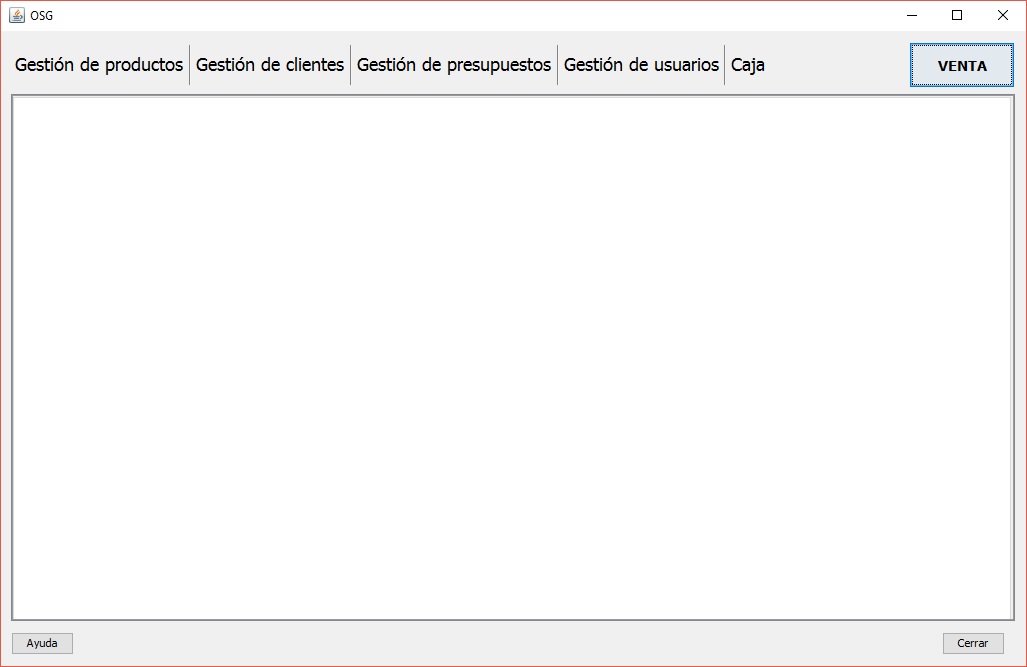 OSG
Gestión de productos Gestión de clientes Gestión de presupuestos Gestión de usuarios Caja VENTA
Ayuda Cerrar